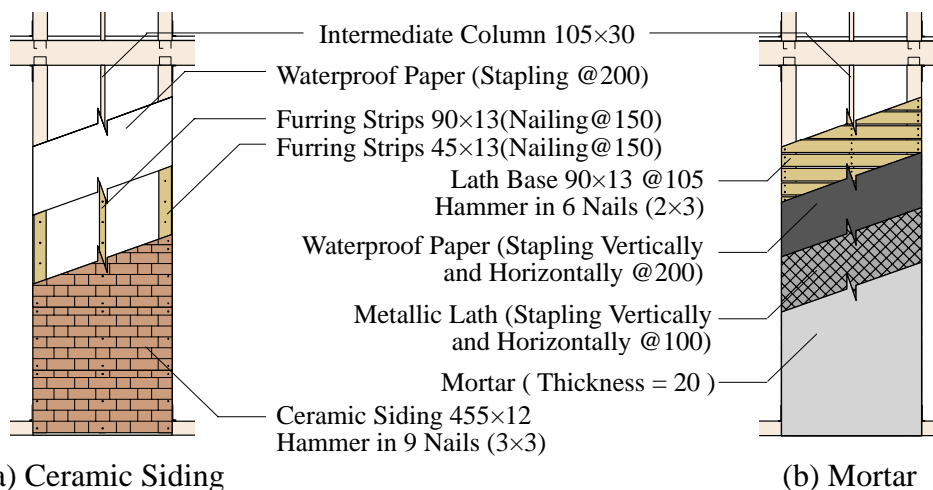 Intermediate Column 105×30
Waterproof Paper (Stapling @200)
Furring Strips 90×13(Nailing@150)
Furring Strips 45×13(Nailing@150)
Lath Base 90×13 @105
Hammer in 6 Nails (2×3)
Waterproof Paper (Stapling Vertically
and Horizontally @200)
Metallic Lath (Stapling Vertically
and Horizontally @100)
Mortar ( Thickness = 20 )
Ceramic Siding 455×12
Hammer in 9 Nails (3×3)
) Ceramic Siding
(b) Mortar